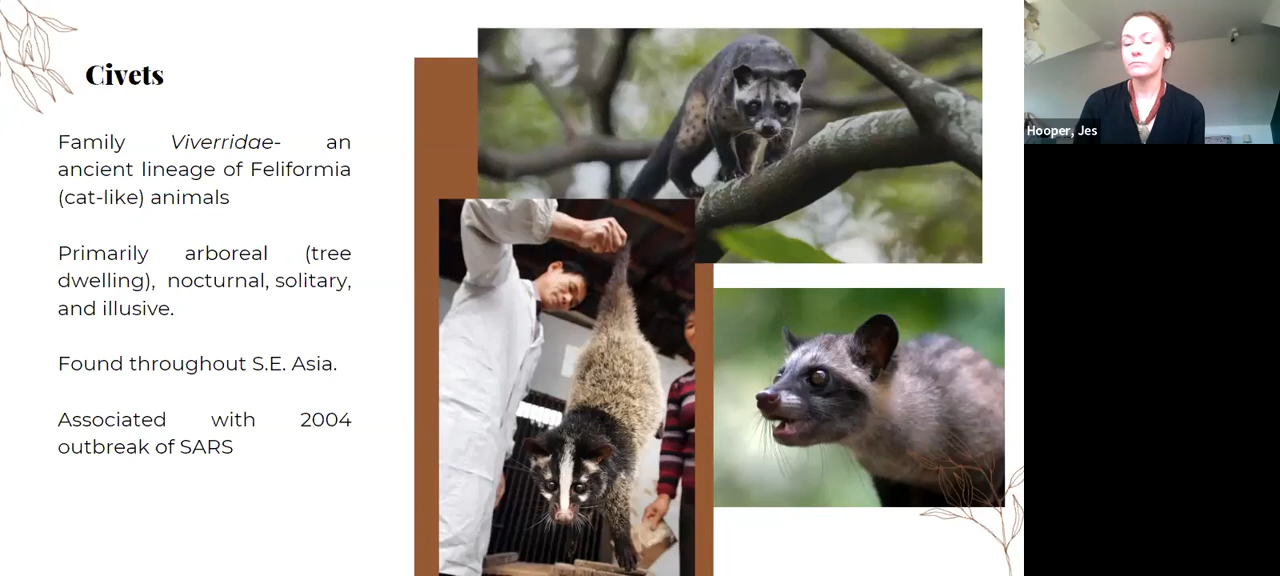 Civets
Family Viverridae- an
ancient lineage of Feliformia
(cat-like) animals
Primarily arboreal (tree
dwelling), nocturnal, solitary,
and illusive.
Found throughout S.E. Asia.
Associated with 2004
outbreak of SARS
Hooper, Jes